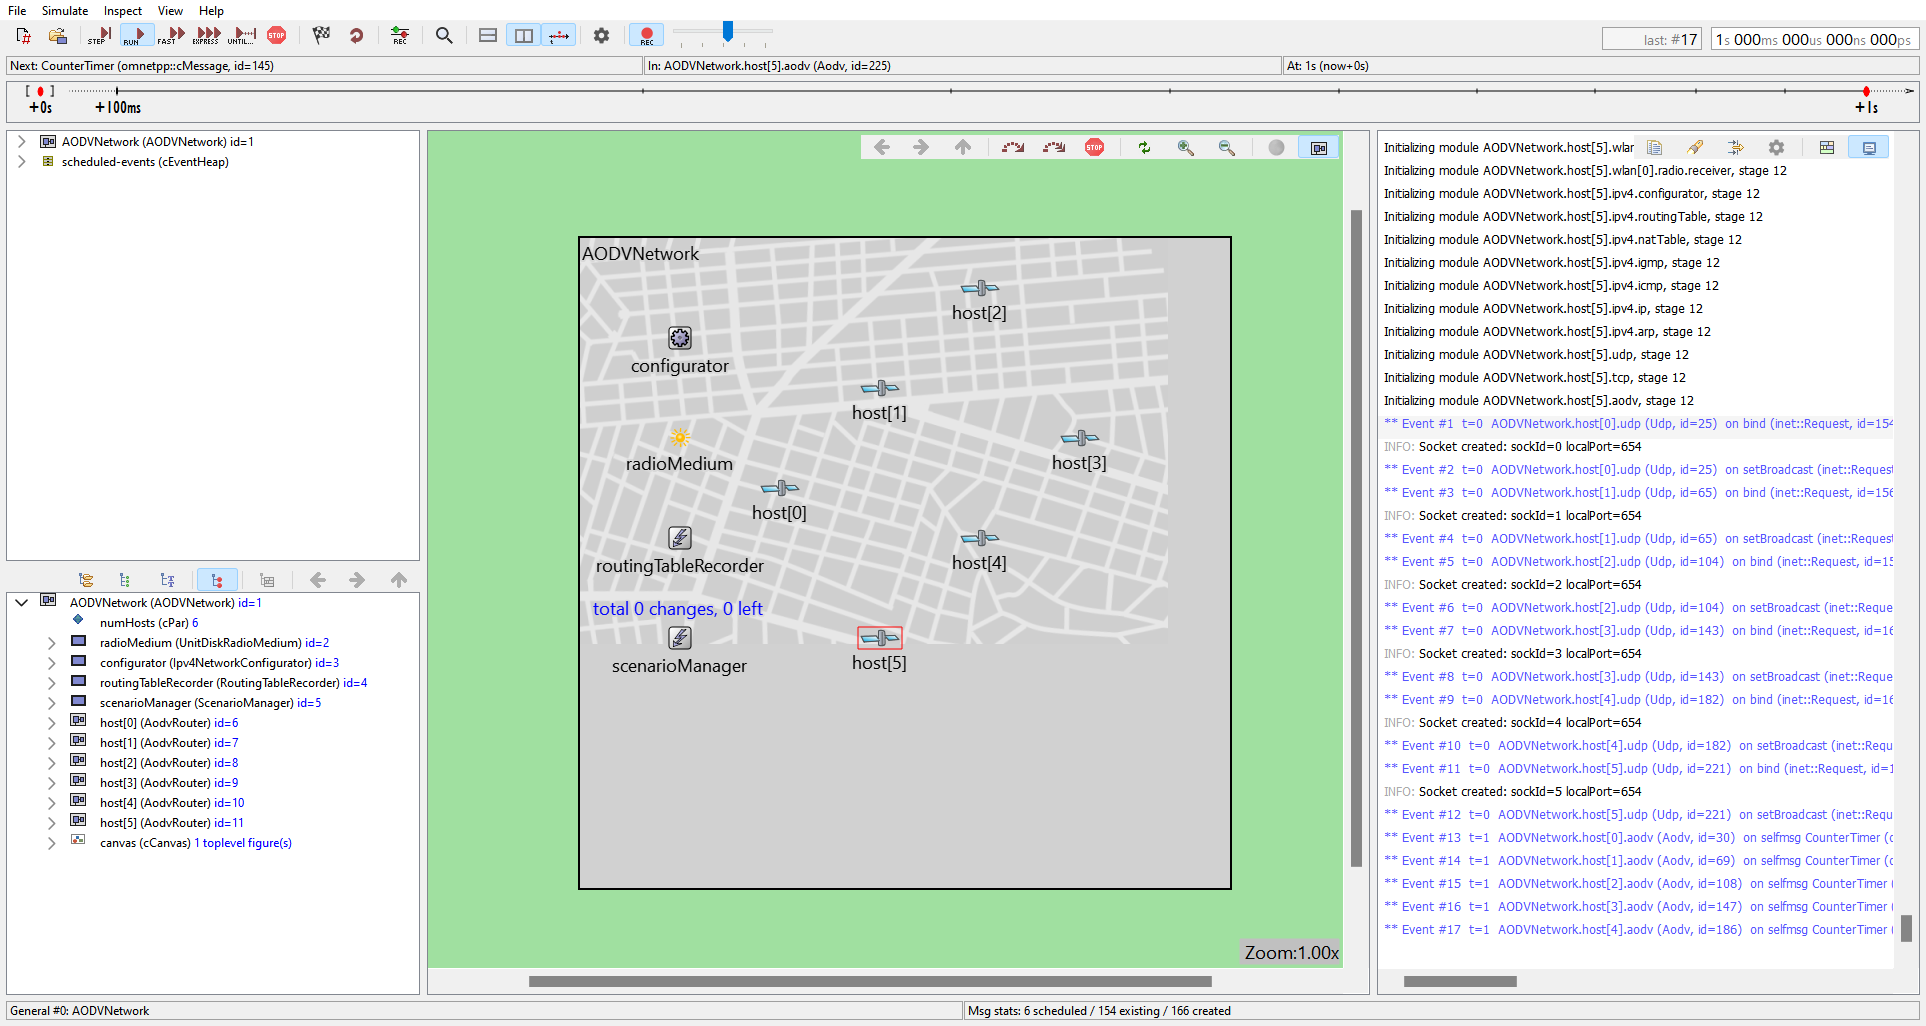 File Simulate Inspect View Help
STEP RUN FAST EXPRESS UNTIL... STOP REC REC
last: #17 1s 000ms 000us 000ns 000ps
Next: CounterTimer (omnetpp::cMessage, id=145) In: AODVNetwork.host[5].aodv (Aodv, id=225) At: 1s (now+0s)
+0s +100ms +1s
AODVNetwork (AODVNetwork) id=1
scheduled-events (cEventHeap)
AODVNetwork (AODVNetwork) id=1
numHosts (cPar) 6
radioMedium (UnitDiskRadioMedium) id=2
configurator (Ipv4NetworkConfigurator) id=3
routingTableRecorder (RoutingTableRecorder) id=4
scenarioManager (ScenarioManager) id=5
host[0] (AodvRouter) id=6
host[1] (AodvRouter) id=7
host[2] (AodvRouter) id=8
host[3] (AodvRouter) id=9
host[4] (AodvRouter) id=10
host[5] (AodvRouter) id=11
canvas (cCanvas) 1 toplevel figure(s)
STOP
AODVNetwork
host[2]
configurator
host[1]
radioMedium
host[3]
host[0]
routingTableRecorder
host[4]
total 0 changes, 0 left
scenarioManager
host[5]
Zoom:1.00x
Initializing module AODVNetwork.host[5].wlar
Initializing module AODVNetwork.host[5].wlan[0].radio.receiver, stage 12
Initializing module AODVNetwork.host[5].ipv4.configurator, stage 12
Initializing module AODVNetwork.host[5].ipv4.routingTable, stage 12
Initializing module AODVNetwork.host[5].ipv4.natTable, stage 12
Initializing module AODVNetwork.host[5].ipv4.igmp, stage 12
Initializing module AODVNetwork.host[5].ipv4.icmp, stage 12
Initializing module AODVNetwork.host[5].ipv4.ip, stage 12
Initializing module AODVNetwork.host[5].ipv4.arp, stage 12
Initializing module AODVNetwork.host[5].udp, stage 12
Initializing module AODVNetwork.host[5].tcp, stage 12
Initializing module AODVNetwork.host[5].aodv, stage 12
** Event #1 t=0 AODVNetwork.host[0].udp (Udp, id=25) on bind (inet::Request, id=154
INFO: Socket created: sockId=0 localPort=654
** Event #2 t=0 AODVNetwork.host[0].udp (Udp, id=25) on setBroadcast (inet::Request
** Event #3 t=0 AODVNetwork.host[1].udp (Udp, id=65) on bind (inet::Request, id=156
INFO: Socket created: sockId=1 localPort=654
** Event #4 t=0 AODVNetwork.host[1].udp (Udp, id=65) on setBroadcast (inet::Request
** Event #5 t=0 AODVNetwork.host[2].udp (Udp, id=104) on bind (inet::Request, id=15
INFO: Socket created: sockId=2 localPort=654
** Event #6 t=0 AODVNetwork.host[2].udp (Udp, id=104) on setBroadcast (inet::Reque
** Event #7 t=0 AODVNetwork.host[3].udp (Udp, id=143) on bind (inet::Request, id=16
INFO: Socket created: sockId=3 localPort=654
** Event #8 t=0 AODVNetwork.host[3].udp (Udp, id=143) on setBroadcast (inet::Reque
** Event #9 t=0 AODVNetwork.host[4].udp (Udp, id=182) on bind (inet::Request, id=16
INFO: Socket created: sockId=4 localPort=654
** Event #10 t=0 AODVNetwork.host[4].udp (Udp, id=182) on setBroadcast (inet::Requ
** Event #11 t=0 AODVNetwork.host[5].udp (Udp, id=221) on bind (inet::Request, id=1
INFO: Socket created: sockId=5 localPort=654
** Event #12 t=0 AODVNetwork.host[5].udp (Udp, id=221) on setBroadcast (inet::Requ
** Event #13 t=1 AODVNetwork.host[0].aodv (Aodv, id=30) on selfmsg CounterTimer (c
** Event #14 t=1 AODVNetwork.host[1].aodv (Aodv, id=69) on selfmsg CounterTimer (c
** Event #15 t=1 AODVNetwork.host[2].aodv (Aodv, id=108) on selfmsg CounterTimer (
** Event #16 t=1 AODVNetwork.host[3].aodv (Aodv, id=147) on selfmsg CounterTimer (
** Event #17 t=1 AODVNetwork.host[4].aodv (Aodv, id=186) on selfmsg CounterTimer (
General #0: AODVNetwork Msg stats: 6 scheduled / 154 existing / 166 created